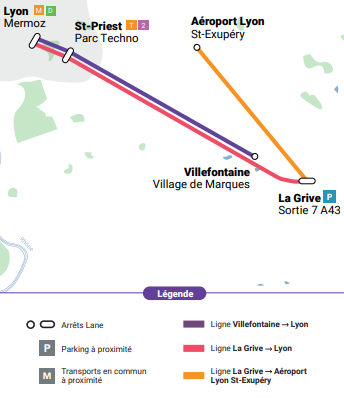 Lyon M D
Mermoz
St-Priest T 2
Parc Techno
Aéroport Lyon
St-Exupéry
Villefontaine
Village de Marques
La Grive P
Sortie 7 A43
Rhône
Légende
Arrêts Lane
P Parking à proximité
M Transports en commun
à proximité
Ligne Villefontaine → Lyon
Ligne La Grive → Lyon
Ligne La Grive → Aéroport
Lyon St-Exupéry